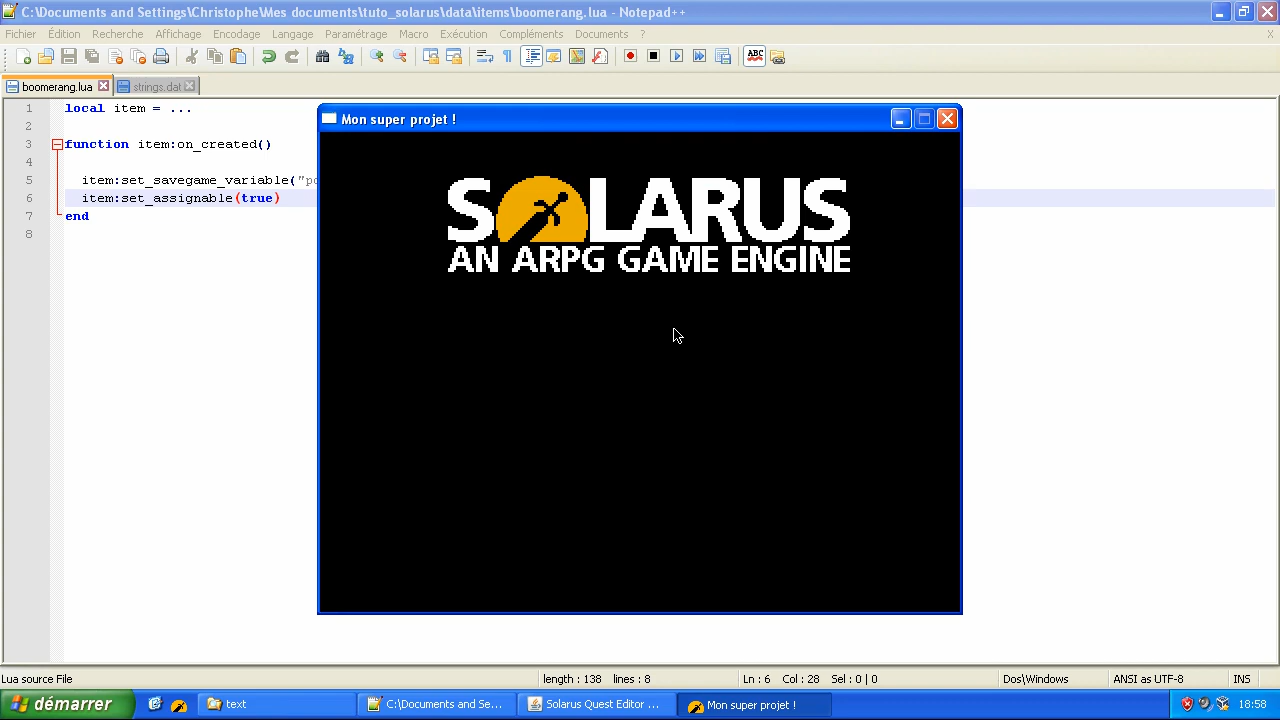 C:\Documents and Settings\Christophe\Mes documents\tuto_solarus\data\items\boomerang.lua - Notepad++
Fichier Édition Recherche Affichage Encodage Langage Paramétrage Macro Exécution Compléments Documents ? X
ABC
boomerang.lua strings.dat
1 local item = ...
2
3 function item:on_created()
4
5 item:set_savegame_variable("po
6 item:set_assignable(true)
7 end
8
Mon super projet !
SOLARUS
AN ARPG GAME ENGINE
Lua source File length : 138 lines : 8 Ln : 6 Col : 28 Sel : 0 | 0 Dos\Windows ANSI as UTF-8 INS
démarrer text C:\Documents and Se... Solarus Quest Editor ... Mon super projet ! 18:58